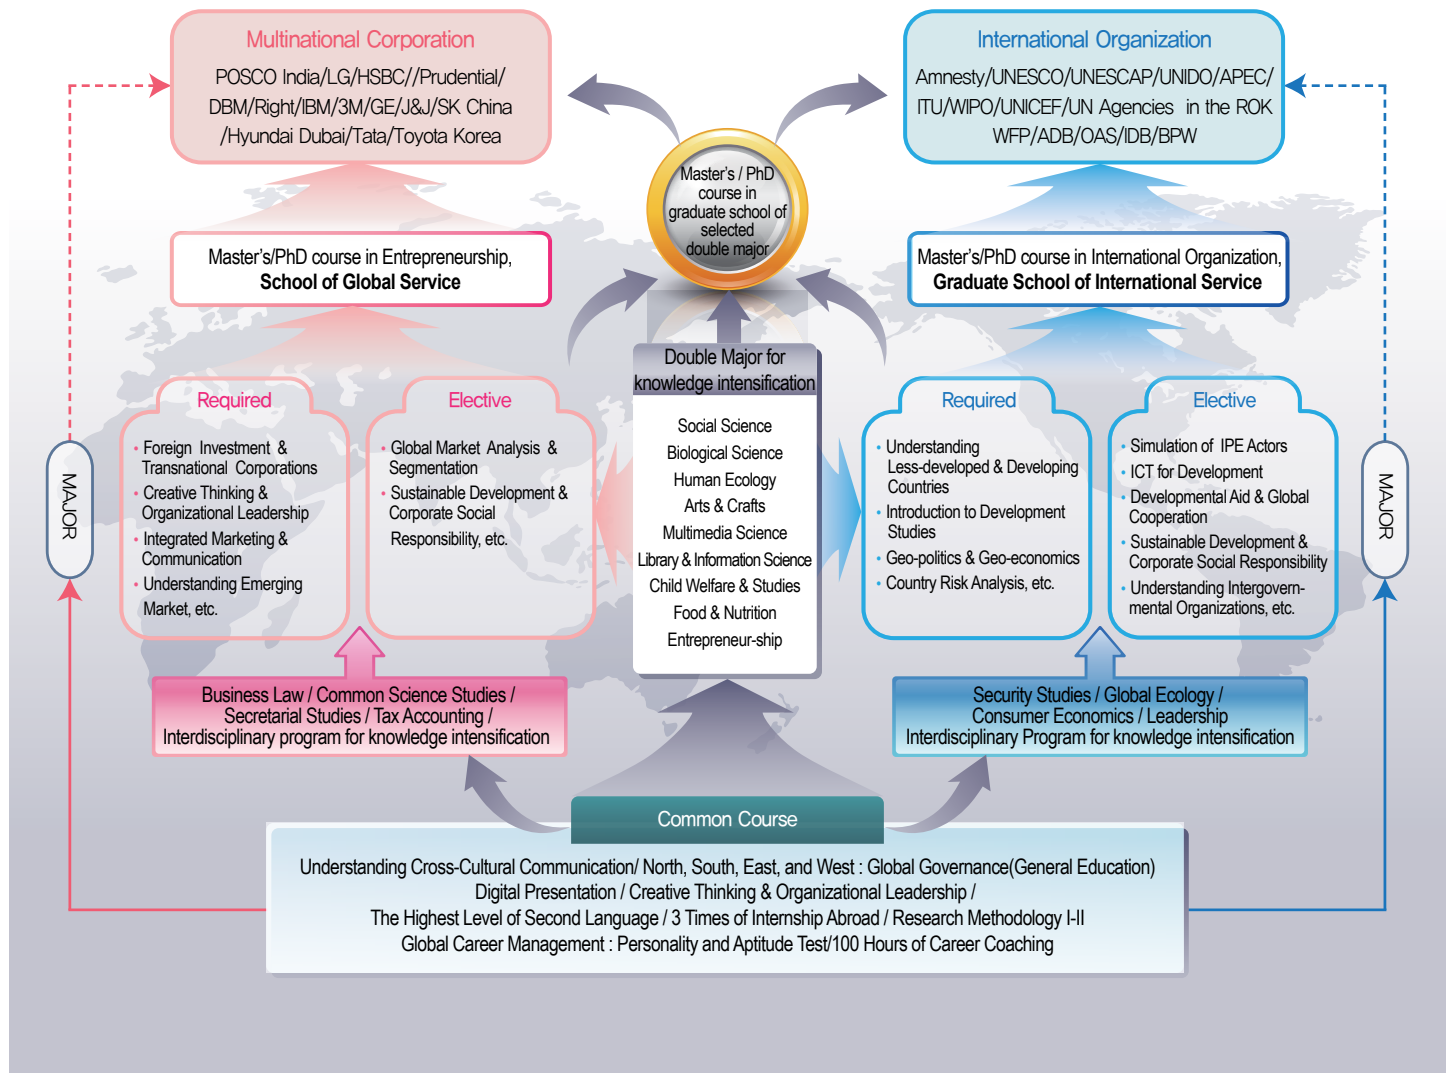 Multinational Corporation
POSCO India/LG/HSBC//Prudential/
DBM/Right/IBM/3M/GE/J&J/SK China
/Hyundai Dubai/Tata/Toyota Korea
International Organization
Amnesty/UNESCO/UNESCAP/UNIDO/APEC/
ITU/WIPO/UNICEF/UN Agencies in the ROK
WFP/ADB/OAS/IDB/BPW
Master's / PhD
course in
graduate school of
selected
double major
Master's/PhD course in Entrepreneurship,
School of Global Service
Master's/PhD course in International Organization,
Graduate School of International Service
MAJOR
Required
• Foreign Investment &
Transnational Corporations
• Creative Thinking &
Organizational Leadership
• Integrated Marketing &
Communication
• Understanding Emerging
Market, etc.
Elective
• Global Market Analysis &
Segmentation
• Sustainable Development &
Corporate Social
Responsibility, etc.
Double Major for
knowledge intensification
Social Science
Biological Science
Human Ecology
Arts & Crafts
Multimedia Science
Library & Information Science
Child Welfare & Studies
Food & Nutrition
Entrepreneur-ship
Required
• Understanding
Less-developed & Developing
Countries
• Introduction to Development
Studies
• Geo-politics & Geo-economics
• Country Risk Analysis, etc.
Elective
• Simulation of IPE Actors
• ICT for Development
• Developmental Aid & Global
Cooperation
• Sustainable Development &
Corporate Social Responsibility
• Understanding Intergovern-
mental Organizations, etc.
MAJOR
Business Law / Common Science Studies /
Secretarial Studies / Tax Accounting /
Interdisciplinary program for knowledge intensification
Security Studies / Global Ecology /
Consumer Economics / Leadership
Interdisciplinary Program for knowledge intensification
Common Course
Understanding Cross-Cultural Communication/ North, South, East, and West : Global Governance(General Education)
Digital Presentation / Creative Thinking & Organizational Leadership /
The Highest Level of Second Language / 3 Times of Internship Abroad / Research Methodology I-II
Global Career Management : Personality and Aptitude Test/100 Hours of Career Coaching